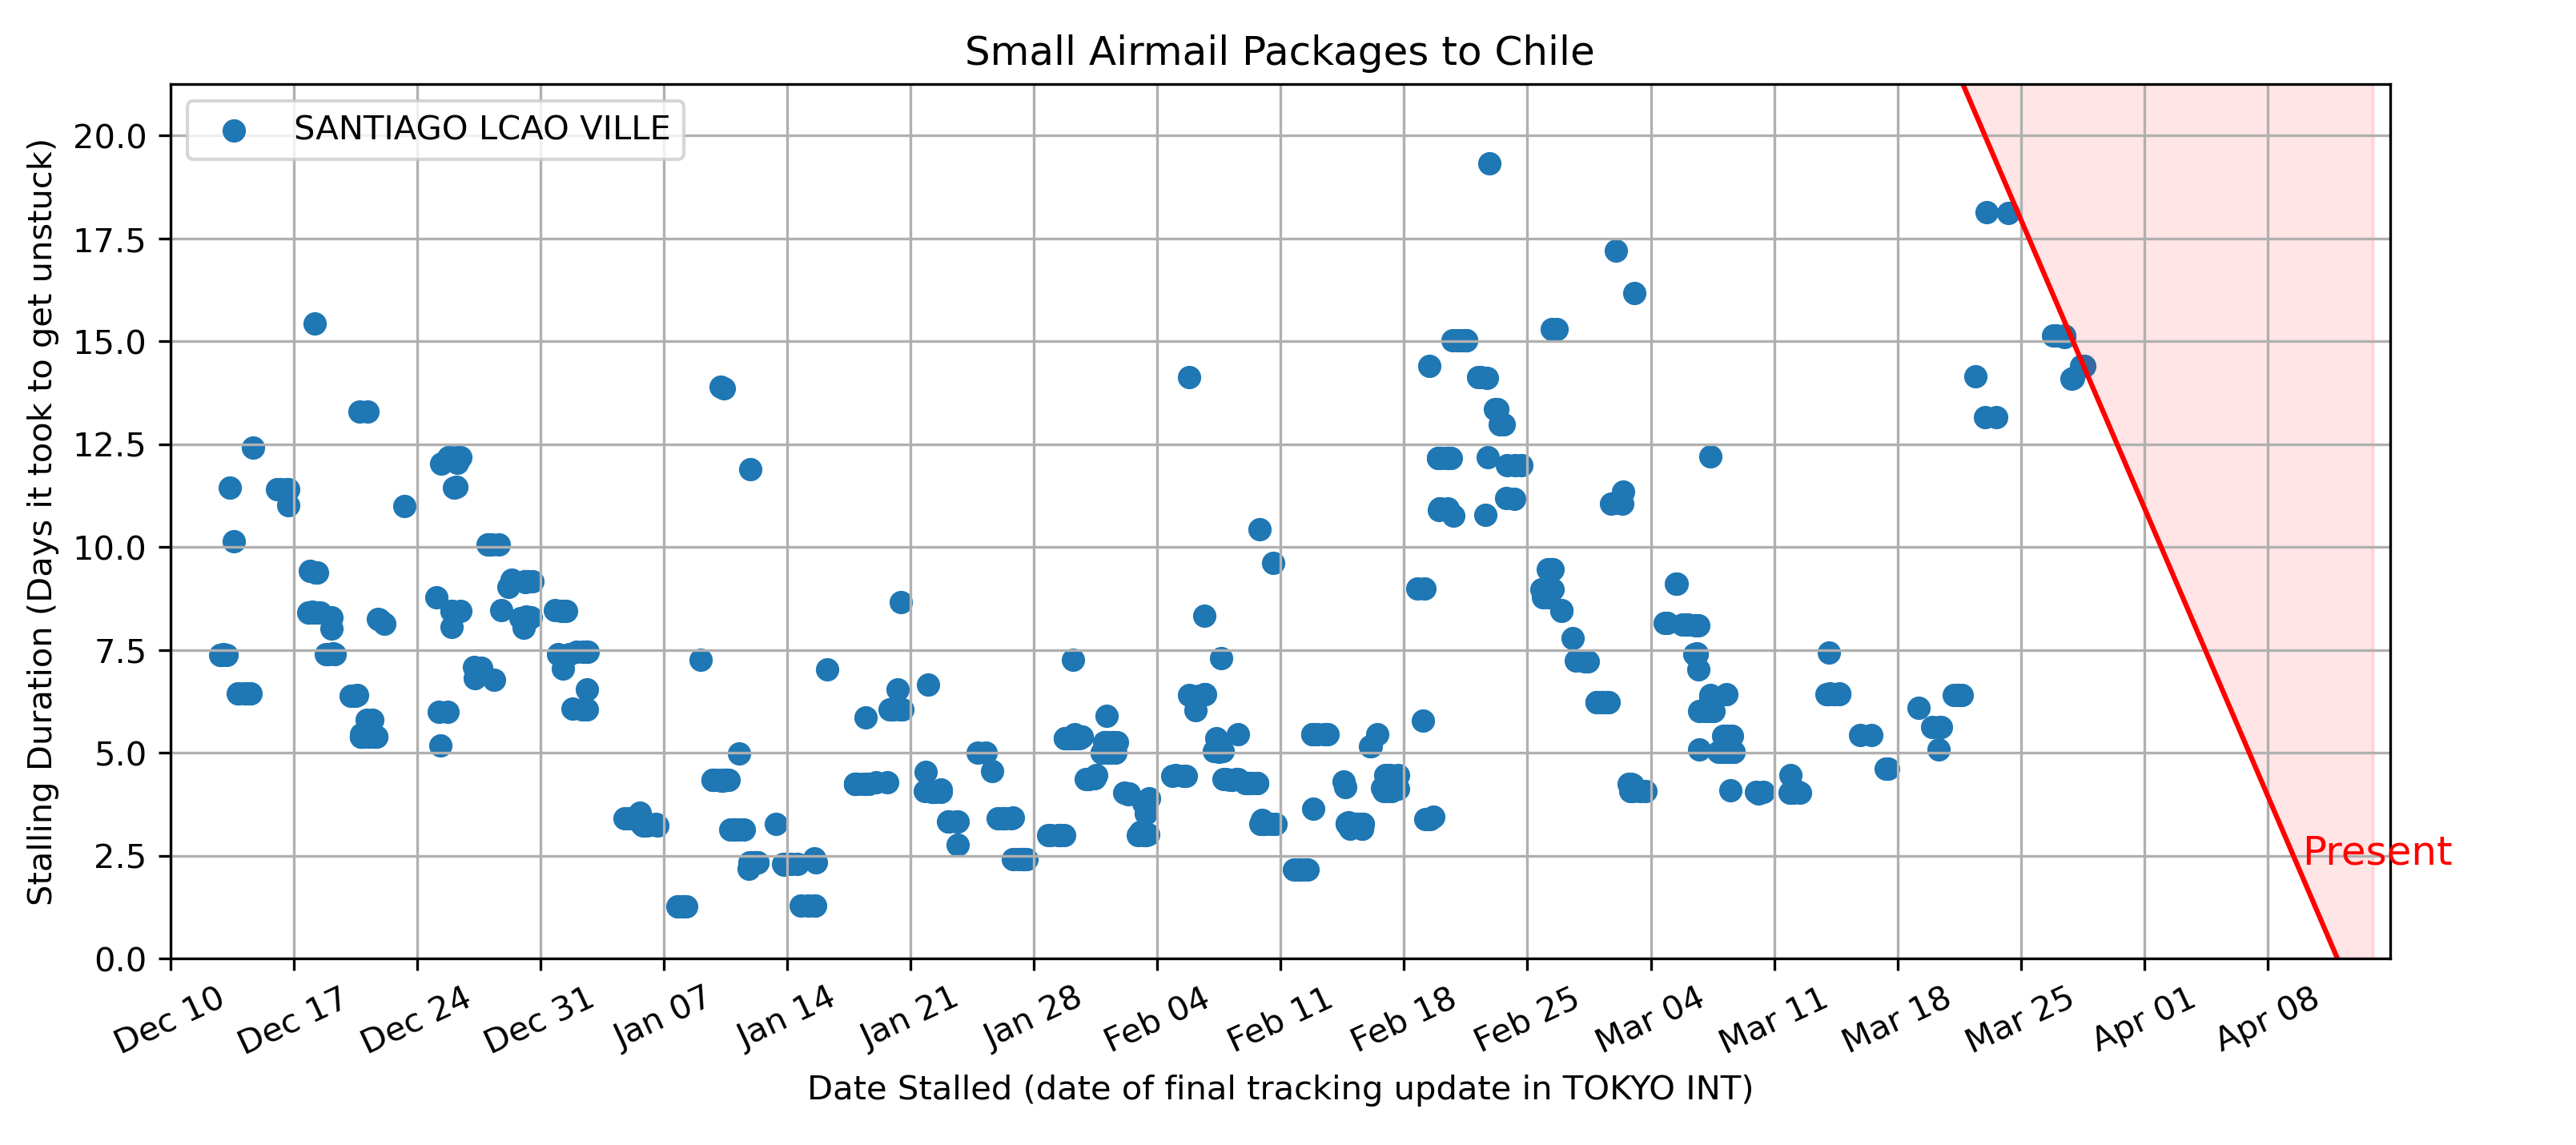 Small Airmail Packages to Chile
SANTIAGO LCAO VILLE
Stalling Duration (Days it took to get unstuck)
20.0
17.5
15.0
12.5
10.0
7.5
5.0
2.5
0.0
Present
Dec 10
Dec 17
Dec 24
Dec 31
Jan 07
Jan 14
Jan 21
Jan 28
Feb 04
Feb 11
Feb 18
Feb 25
Mar 04
Mar 11
Mar 18
Mar 25
Apr 01
Apr 08
Date Stalled (date of final tracking update in TOKYO INT)